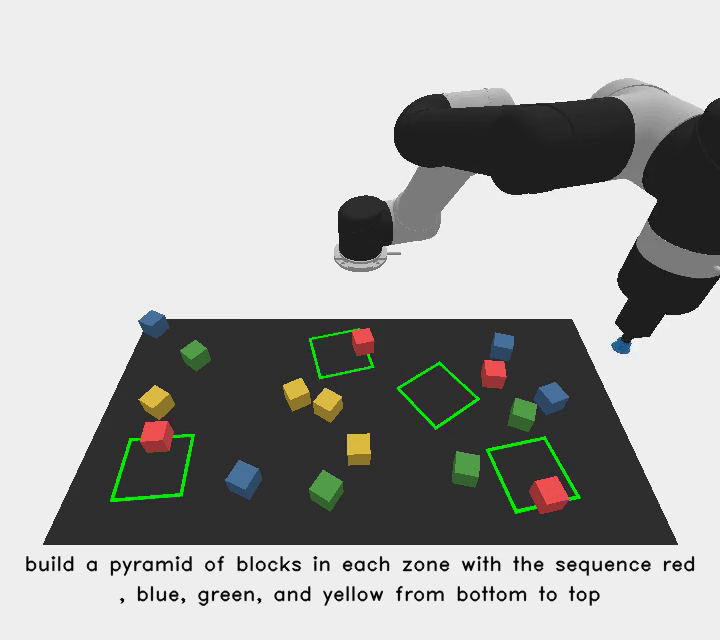 build a pyramid of blocks in each zone with the sequence red
, blue, green, and yellow from bottom to top